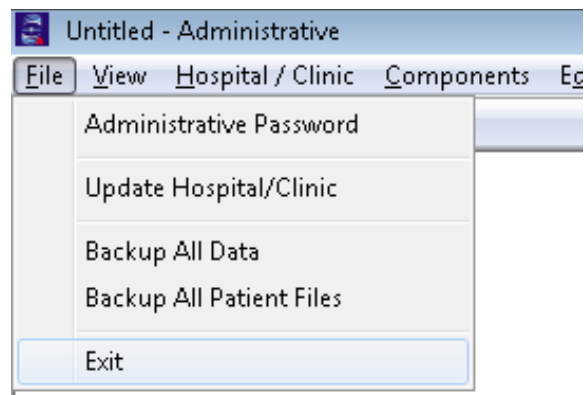 Untitled - Administrative
File View Hospital / Clinic Components
Administrative Password
Update Hospital/Clinic
Backup All Data
Backup All Patient Files
Exit